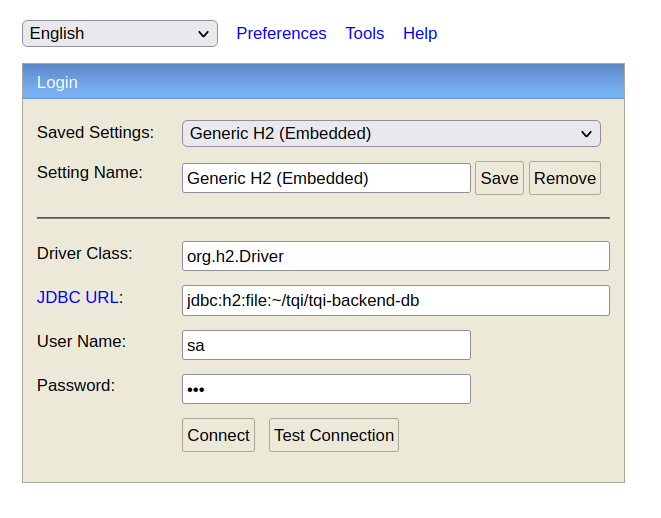 English Preferences Tools Help
Login
Saved Settings: Generic H2 (Embedded)
Setting Name: Generic H2 (Embedded) Save Remove
Driver Class: org.h2.Driver
JDBC URL: jdbc:h2:file:~/tqi/tqi-backend-db
User Name: sa
Password: •••
Connect Test Connection